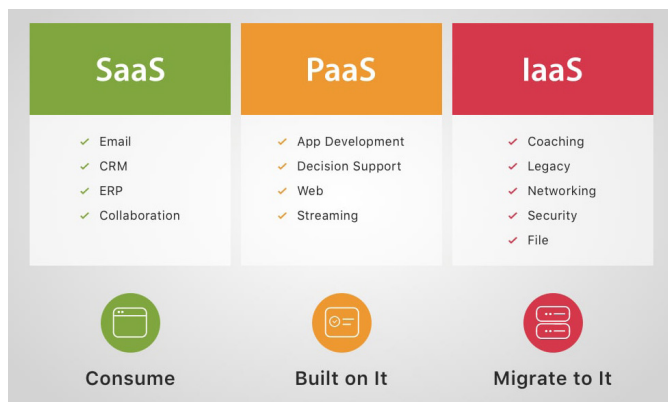 SaaS
Email
CRM
ERP
Collaboration
Consume
PaaS
App Development
Decision Support
Web
Streaming
Built on It
IaaS
Coaching
Legacy
Networking
Security
File
Migrate to It